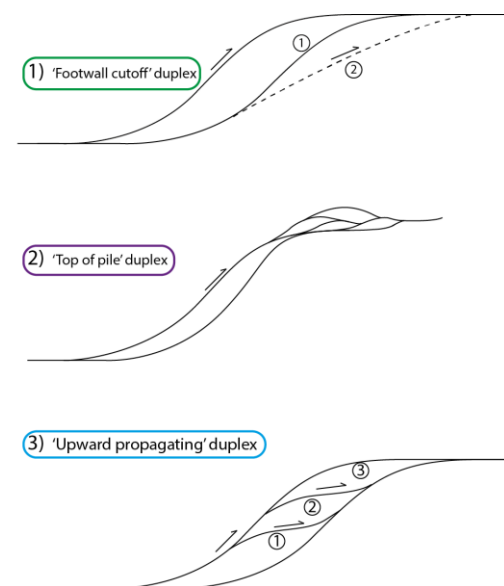 1) 'Footwall cutoff' duplex
1
2
2) 'Top of pile' duplex
3) 'Upward propagating' duplex
3
2
1